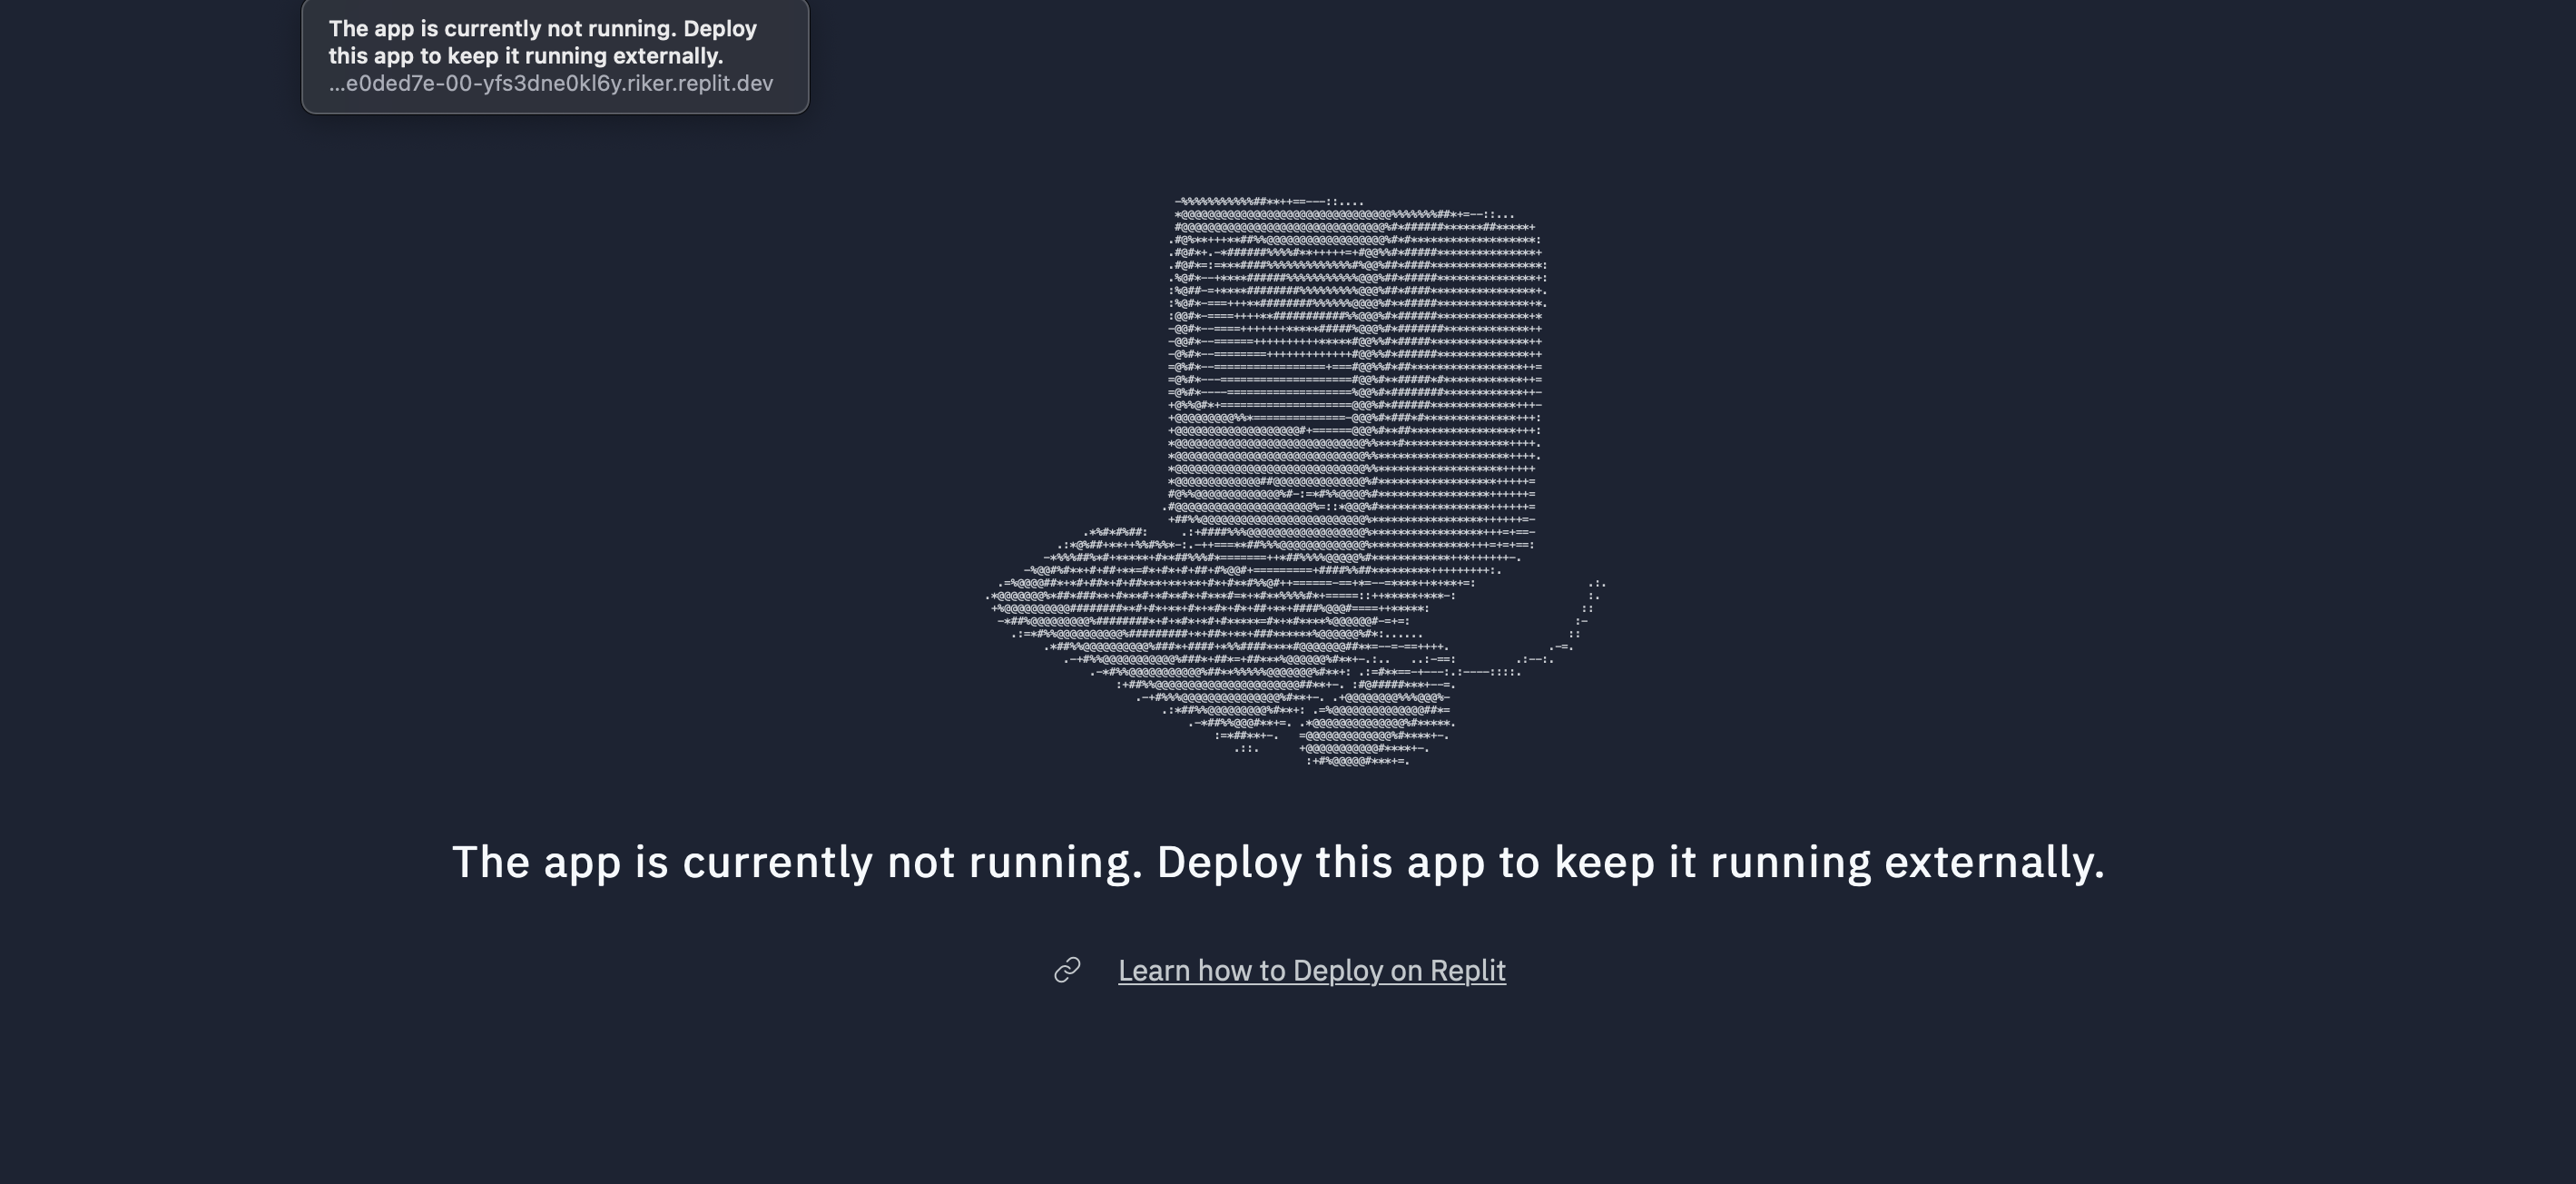 The app is currently not running. Deploy
this app to keep it running externally.
...e0ded7e-00-yfs3dne0kl6y.riker.replit.dev
The app is currently not running. Deploy this app to keep it running externally.
Learn how to Deploy on Replit